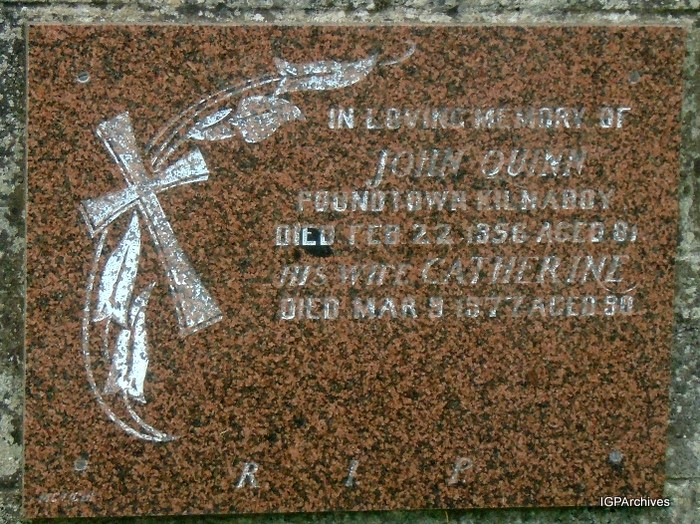 IN LOVING MEMORY OF
JOHN QUINN
POUNDTOWN KILNABOY
DIED FEB 22 1956 AGED 81
HIS WIFE CATHERINE
DIED MAR 9 1977 AGED 90
R I P
IGPArchives